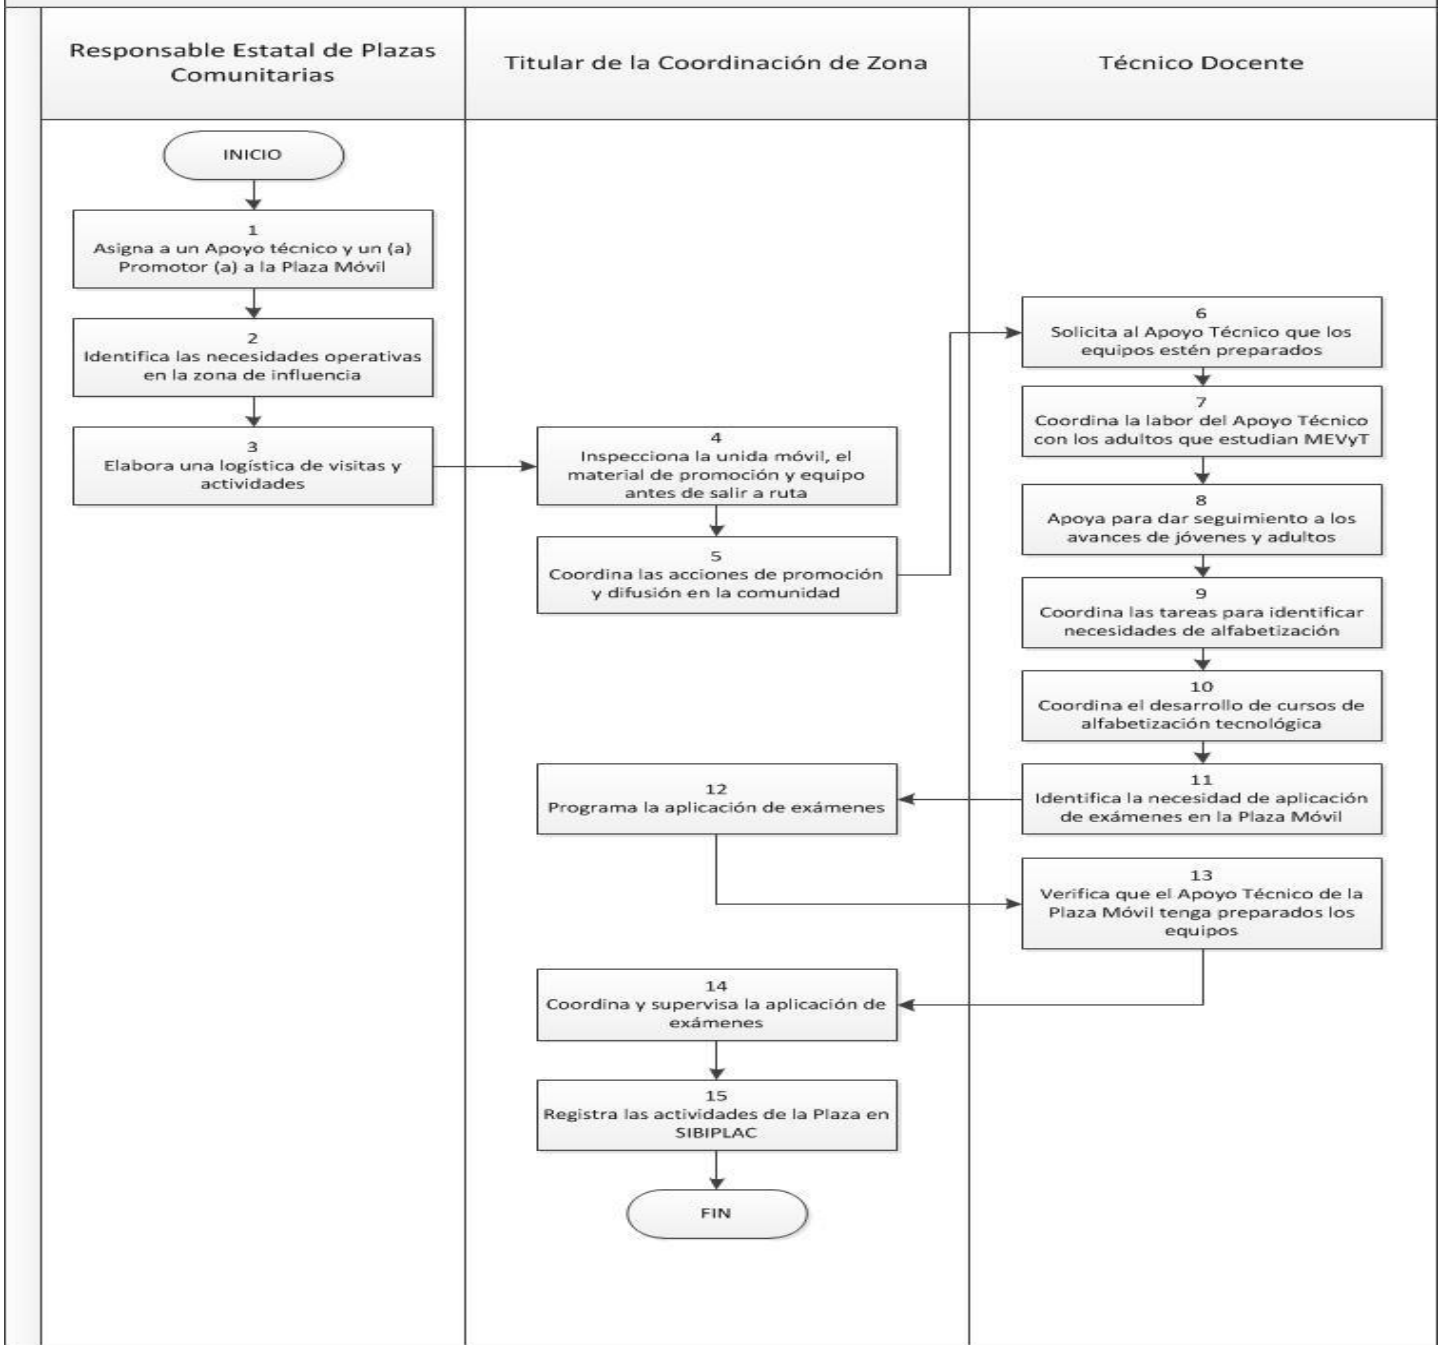 Responsable Estatal de Plazas
Comunitarias
Titular de la Coordinación de Zona
Técnico Docente
INICIO
1
Asigna a un Apoyo técnico y un (a)
Promotor (a) a la Plaza Móvil
2
Identifica las necesidades operativas
en la zona de influencia
3
Elabora una logística de visitas y
actividades
4
Inspecciona la unida móvil, el
material de promoción y equipo
antes de salir a ruta
5
Coordina las acciones de promoción
y difusión en la comunidad
6
Solicita al Apoyo Técnico que los
equipos estén preparados
7
Coordina la labor del Apoyo Técnico
con los adultos que estudian MEVyT
8
Apoya para dar seguimiento a los
avances de jóvenes y adultos
9
Coordina las tareas para identificar
necesidades de alfabetización
10
Coordina el desarrollo de cursos de
alfabetización tecnológica
11
Identifica la necesidad de aplicación
de exámenes en la Plaza Móvil
12
Programa la aplicación de exámenes
13
Verifica que el Apoyo Técnico de la
Plaza Móvil tenga preparados los
equipos
14
Coordina y supervisa la aplicación de
exámenes
15
Registra las actividades de la Plaza en
SIBIPLAC
FIN